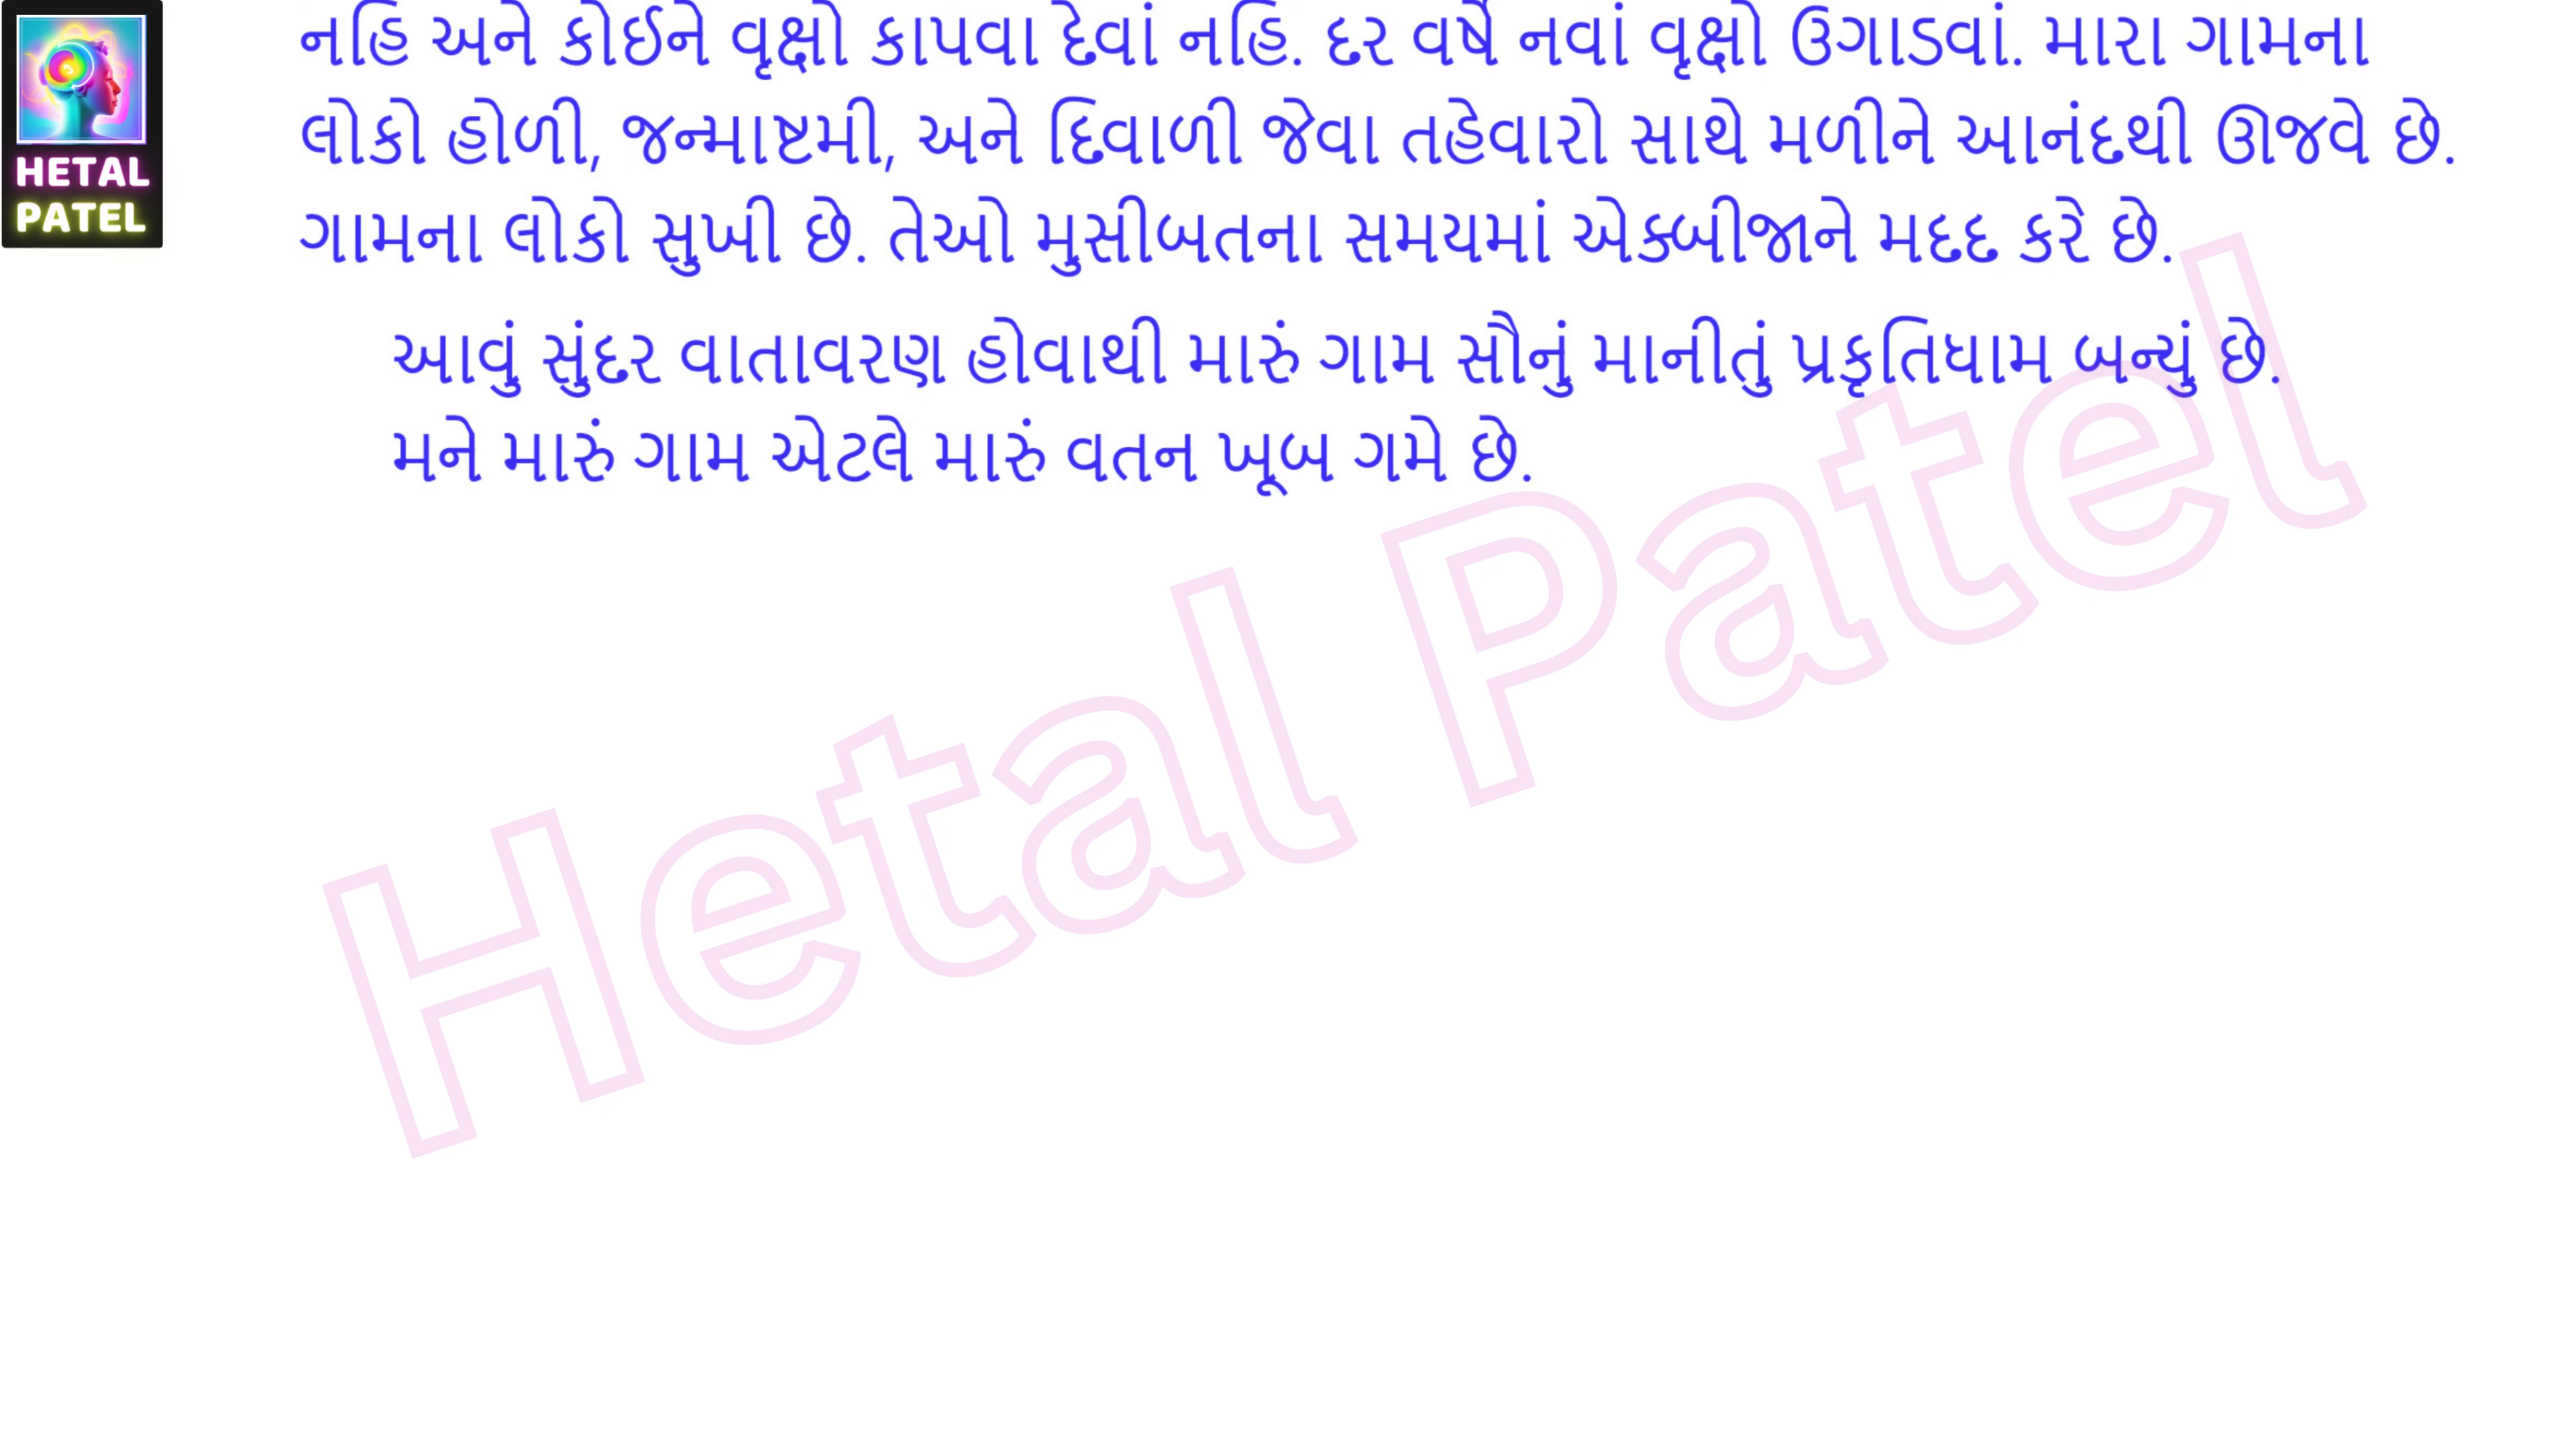 HETAL
PATEL
નહિ અને કોઈને વૃક્ષો કાપવા દેવાં નહિ. દર વર્ષે નવાં વૃક્ષો ઉગાડવાં. મારા ગામના
લોકો હોળી, જન્માષ્ટમી, અને દિવાળી જેવા તહેવારો સાથે મળીને આનંદથી ઊજવે છે.
ગામના લોકો સુખી છે. તેઓ મુસીબતના સમયમાં એક્બીજાને મદદ કરે છે.
આવું સુંદર વાતાવરણ હોવાથી મારું ગામ સૌનું માનીતું પ્રકૃતિધામ બન્યું છે.
મને મારું ગામ એટલે મારું વતન ખૂબ ગમે છે.
Hetal Patel